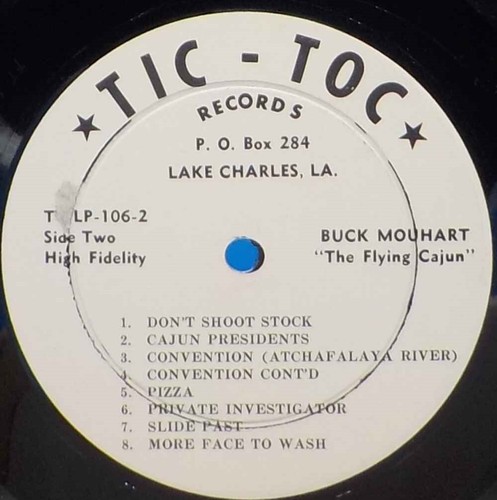 TIC - TOC
RECORDS
P. O. Box 284
LAKE CHARLES, LA.
T LP-106-2
Side Two
High Fidelity
BUCK MOUHART
"The Flying Cajun"
1. DON'T SHOOT STOCK
2. CAJUN PRESIDENTS
3. CONVENTION (ATCHAFALAYA RIVER)
4. CONVENTION CONT'D
5. PIZZA
6. PRIVATE INVESTIGATOR
7. SLIDE PAST
8. MORE FACE TO WASH